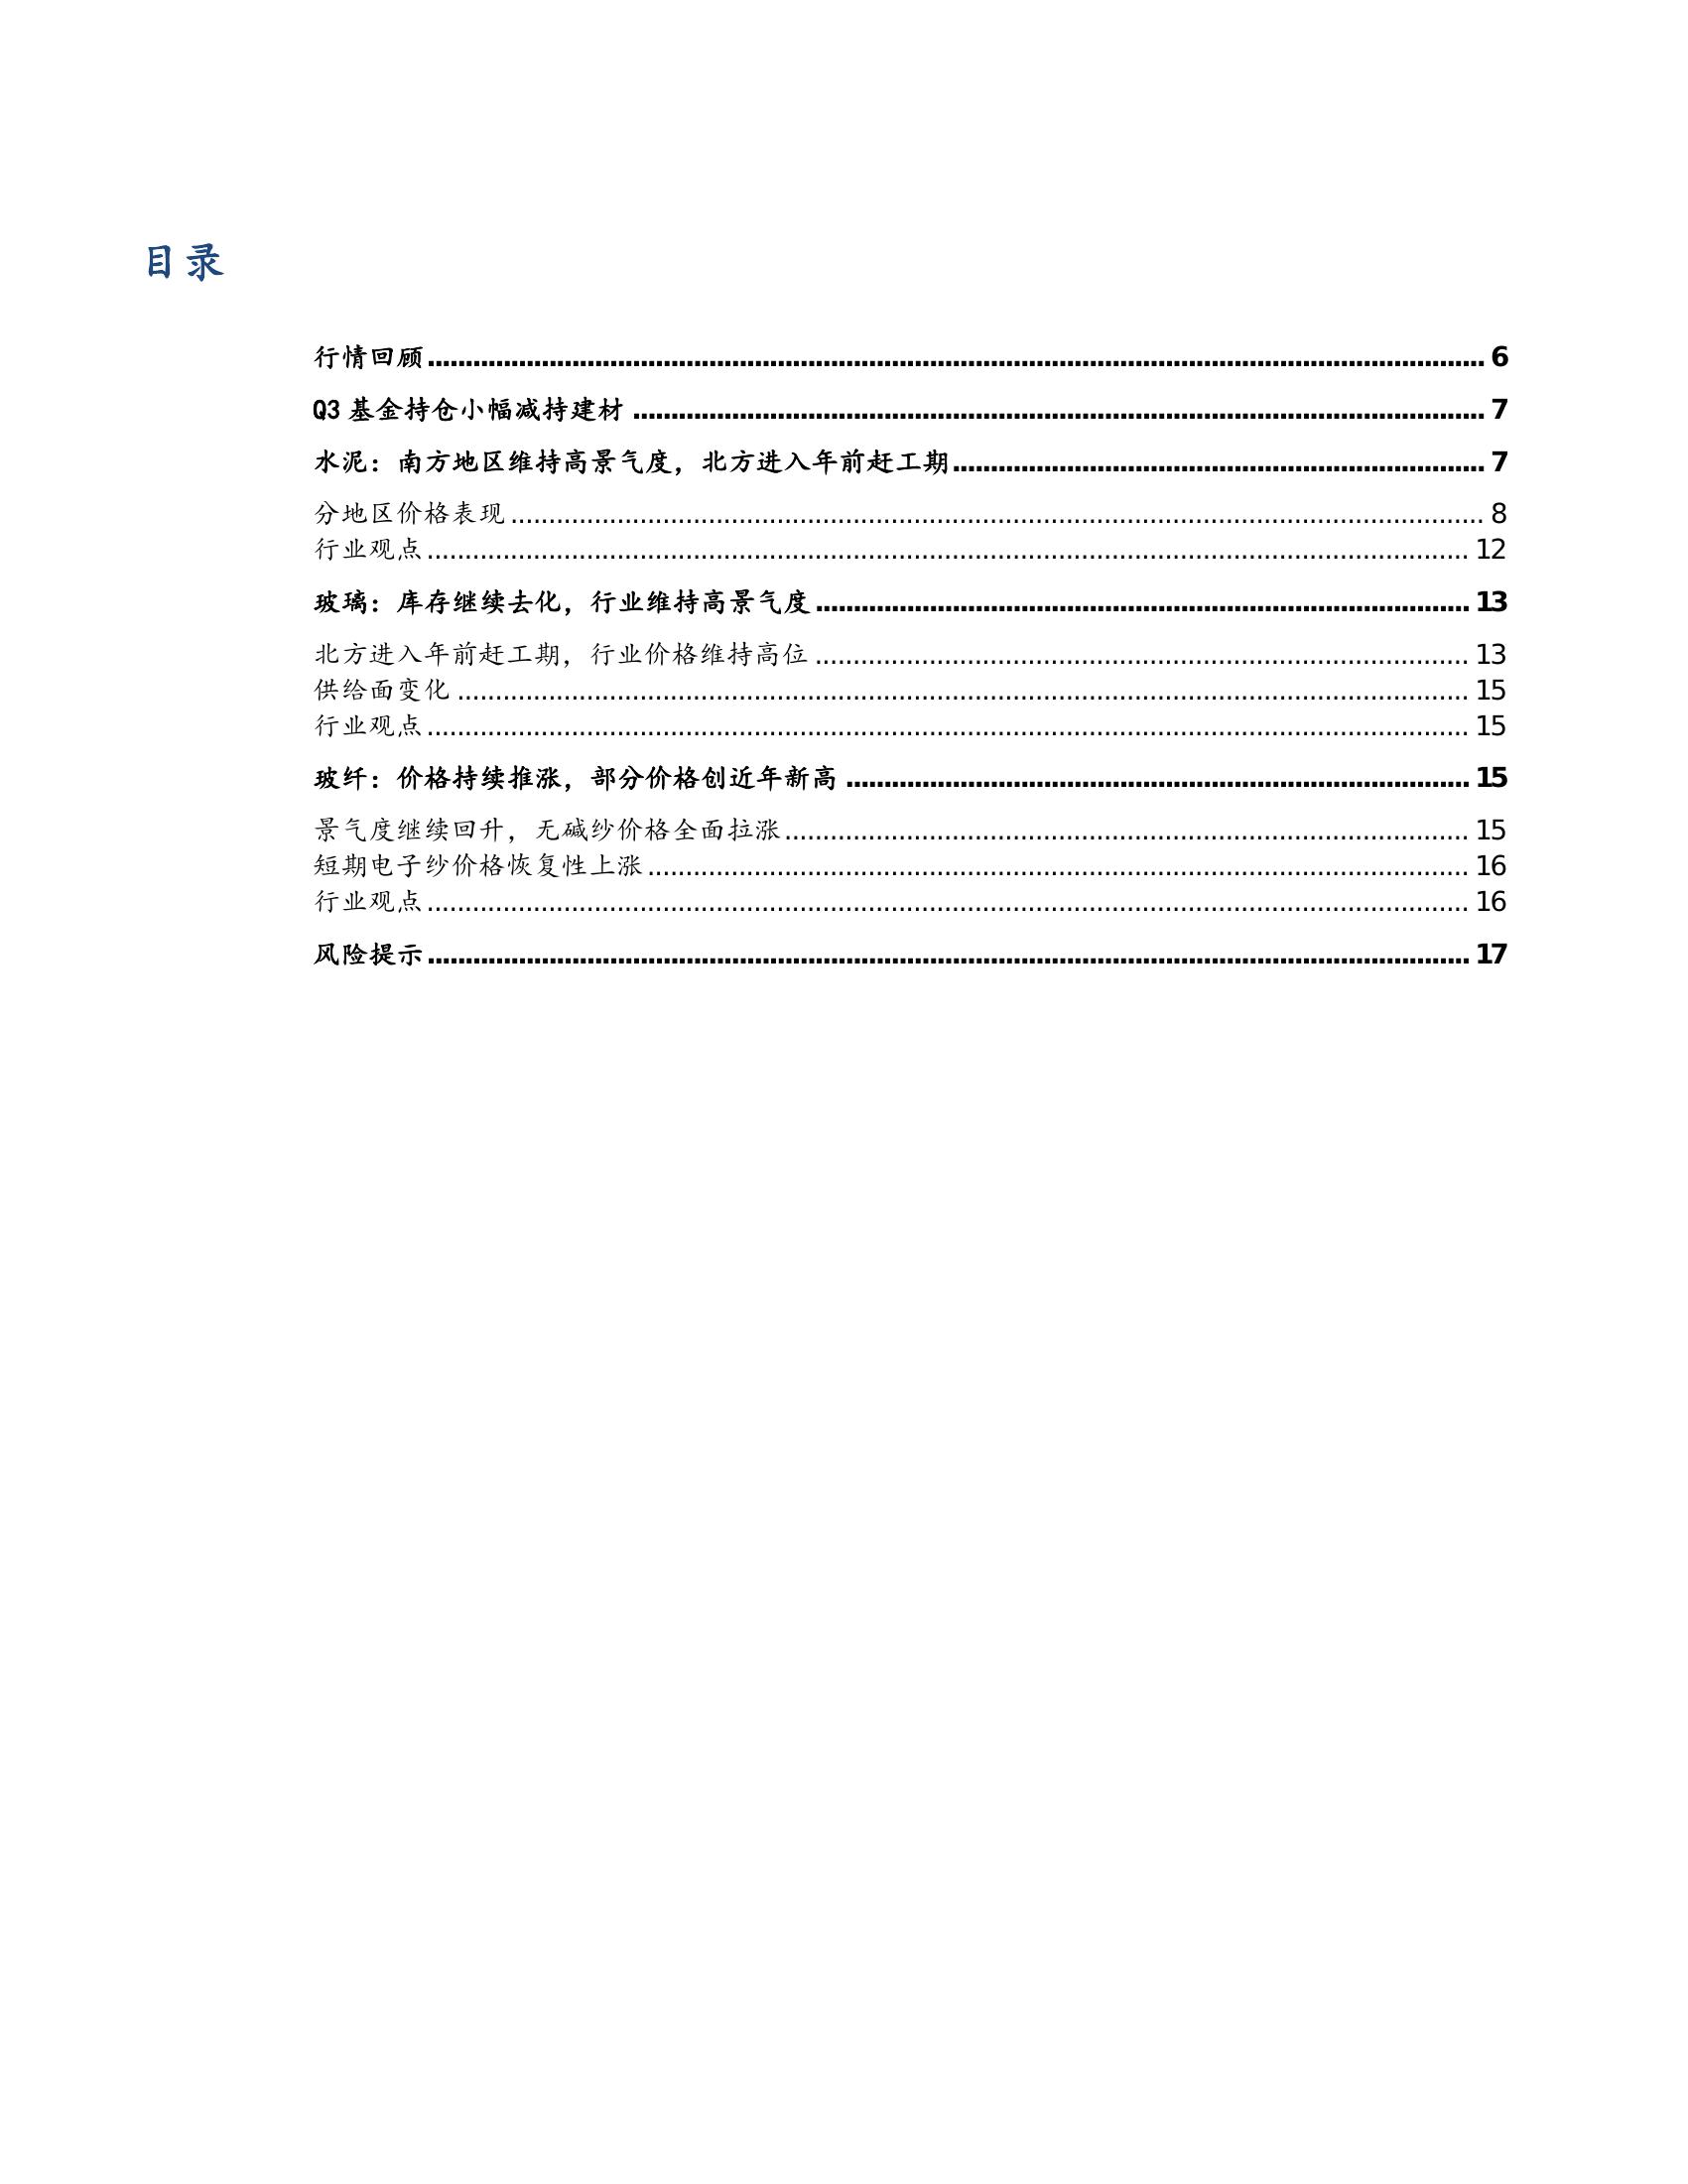 目录
行情回顾 6
Q3 基金持仓小幅减持建材 7
水泥：南方地区维持高景气度，北方进入年前赶工期 7
分地区价格表现 8
行业观点 12
玻璃：库存继续去化，行业维持高景气度 13
北方进入年前赶工期，行业价格维持高位 13
供给面变化 15
行业观点 15
玻纤：价格持续推涨，部分价格创近年新高 15
景气度继续回升，无碱纱价格全面拉涨 15
短期电子纱价格恢复性上涨 16
行业观点 16
风险提示 17